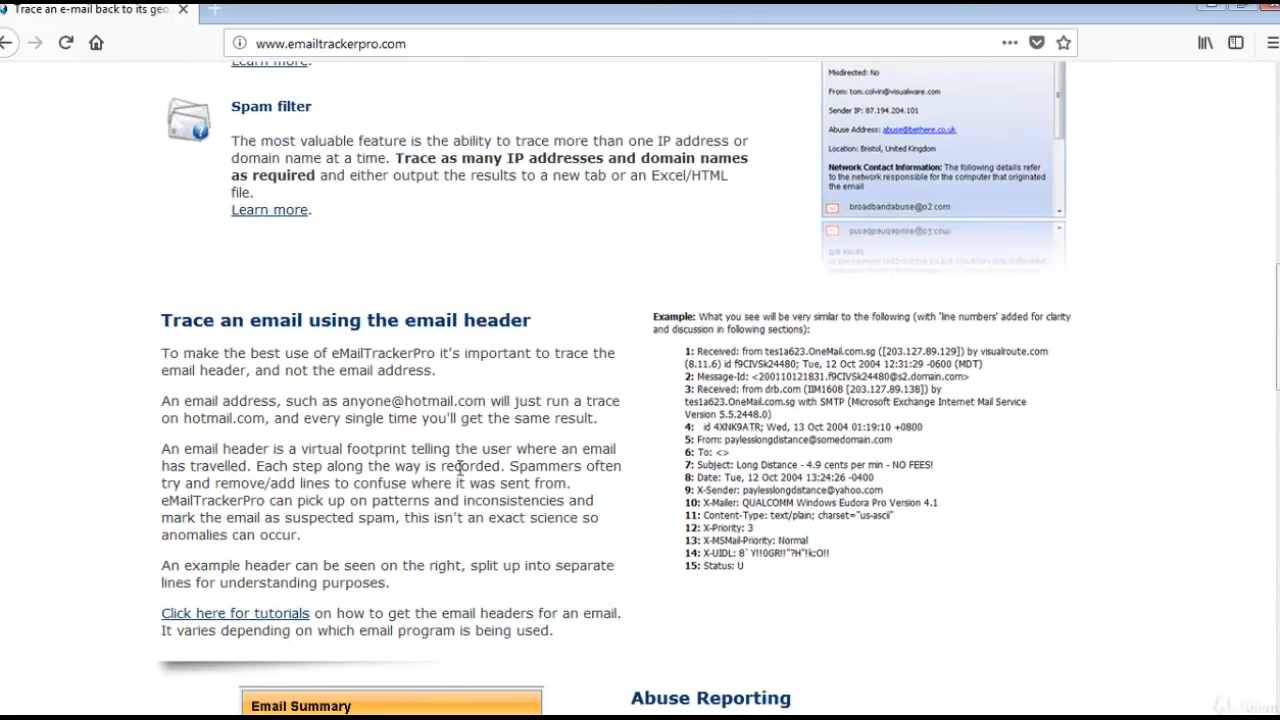 Trace an e-mail back to its geo
www.emailtrackerpro.com
Learn more.
Spam filter
The most valuable feature is the ability to trace more than one IP address or
domain name at a time. Trace as many IP addresses and domain names
as required and either output the results to a new tab or an Excel/HTML
file.
Learn more.
Misdirected: No
From: tom.colvin@visualware.com
Sender IP: 87.194.204.101
Abuse Address: abuse@bethere.co.uk
Location: Bristol, United Kingdom
Network Contact Information: The following details refer
to the network responsible for the computer that originated
the email
broadbandabuse@o2.com
Trace an email using the email header
To make the best use of eMailTrackerPro it's important to trace the
email header, and not the email address.
An email address, such as anyone@hotmail.com will just run a trace
on hotmail.com, and every single time you'll get the same result.
An email header is a virtual footprint telling the user where an email
has travelled. Each step along the way is recorded. Spammers often
try and remove/add lines to confuse where it was sent from.
eMailTrackerPro can pick up on patterns and inconsistencies and
mark the email as suspected spam, this isn't an exact science so
anomalies can occur.
An example header can be seen on the right, split up into separate
lines for understanding purposes.
Click here for tutorials on how to get the email headers for an email.
It varies depending on which email program is being used.
Example: What you see will be very similar to the following (with 'line numbers' added for clarity
and discussion in following sections):
1: Received: from tes1a623.OneMail.com.sg ([203.127.89.129]) by visualroute.com
(8.11.6) id f9CIVSk24480; Tue, 12 Oct 2004 12:31:29 -0600 (MDT)
2: Message-Id: <200110121831.f9CIVSk24480@s2.domain.com>
3: Received: from drb.com (IIM1608 [203.127.89.138]) by
tes1a623.OneMail.com.sg with SMTP (Microsoft Exchange Internet Mail Service
Version 5.5.2448.0)
4: id 4XNK9ATR; Wed, 13 Oct 2004 01:19:10 +0800
5: From: paylesslongdistance@somedomain.com
6: To: <>
7: Subject: Long Distance - 4.9 cents per min - NO FEES!
8: Date: Tue, 12 Oct 2004 13:24:26 -0400
9: X-Sender: paylesslongdistance@yahoo.com
10: X-Mailer: QUALCOMM Windows Eudora Pro Version 4.1
11: Content-Type: text/plain; charset="us-ascii"
12: X-Priority: 3
13: X-MSMail-Priority: Normal
14: X-UIDL: 8`Y!!0GR!!"?H"!k:O!!
15: Status: U
Email Summary
Abuse Reporting